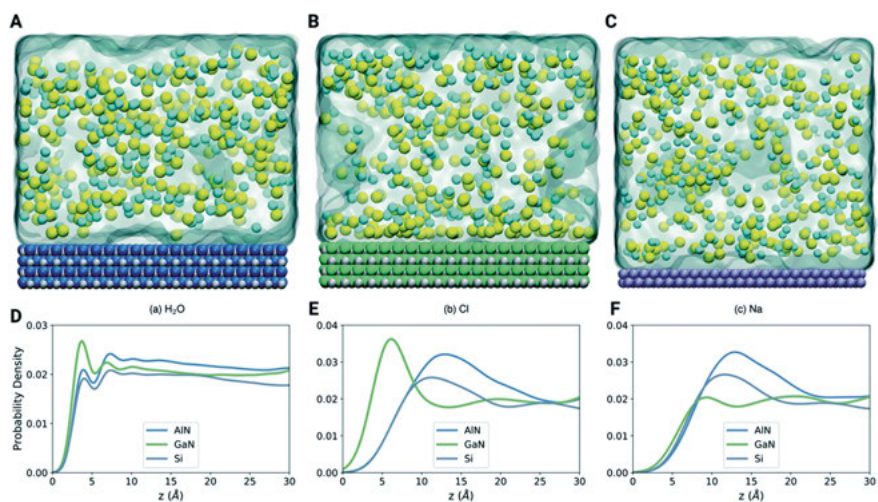 A B C
D (a) H₂O E (b) Cl F (c) Na
Probability Density
0.03
0.02
0.01
0.00
AlN
GaN
Si
0 5 10 15 20 25 30
z (Å)
0.04
0.03
0.02
0.01
0.00
AlN
GaN
Si
0 5 10 15 20 25 30
z (Å)
0.04
0.03
0.02
0.01
0.00
AlN
GaN
Si
0 5 10 15 20 25 30
z (Å)